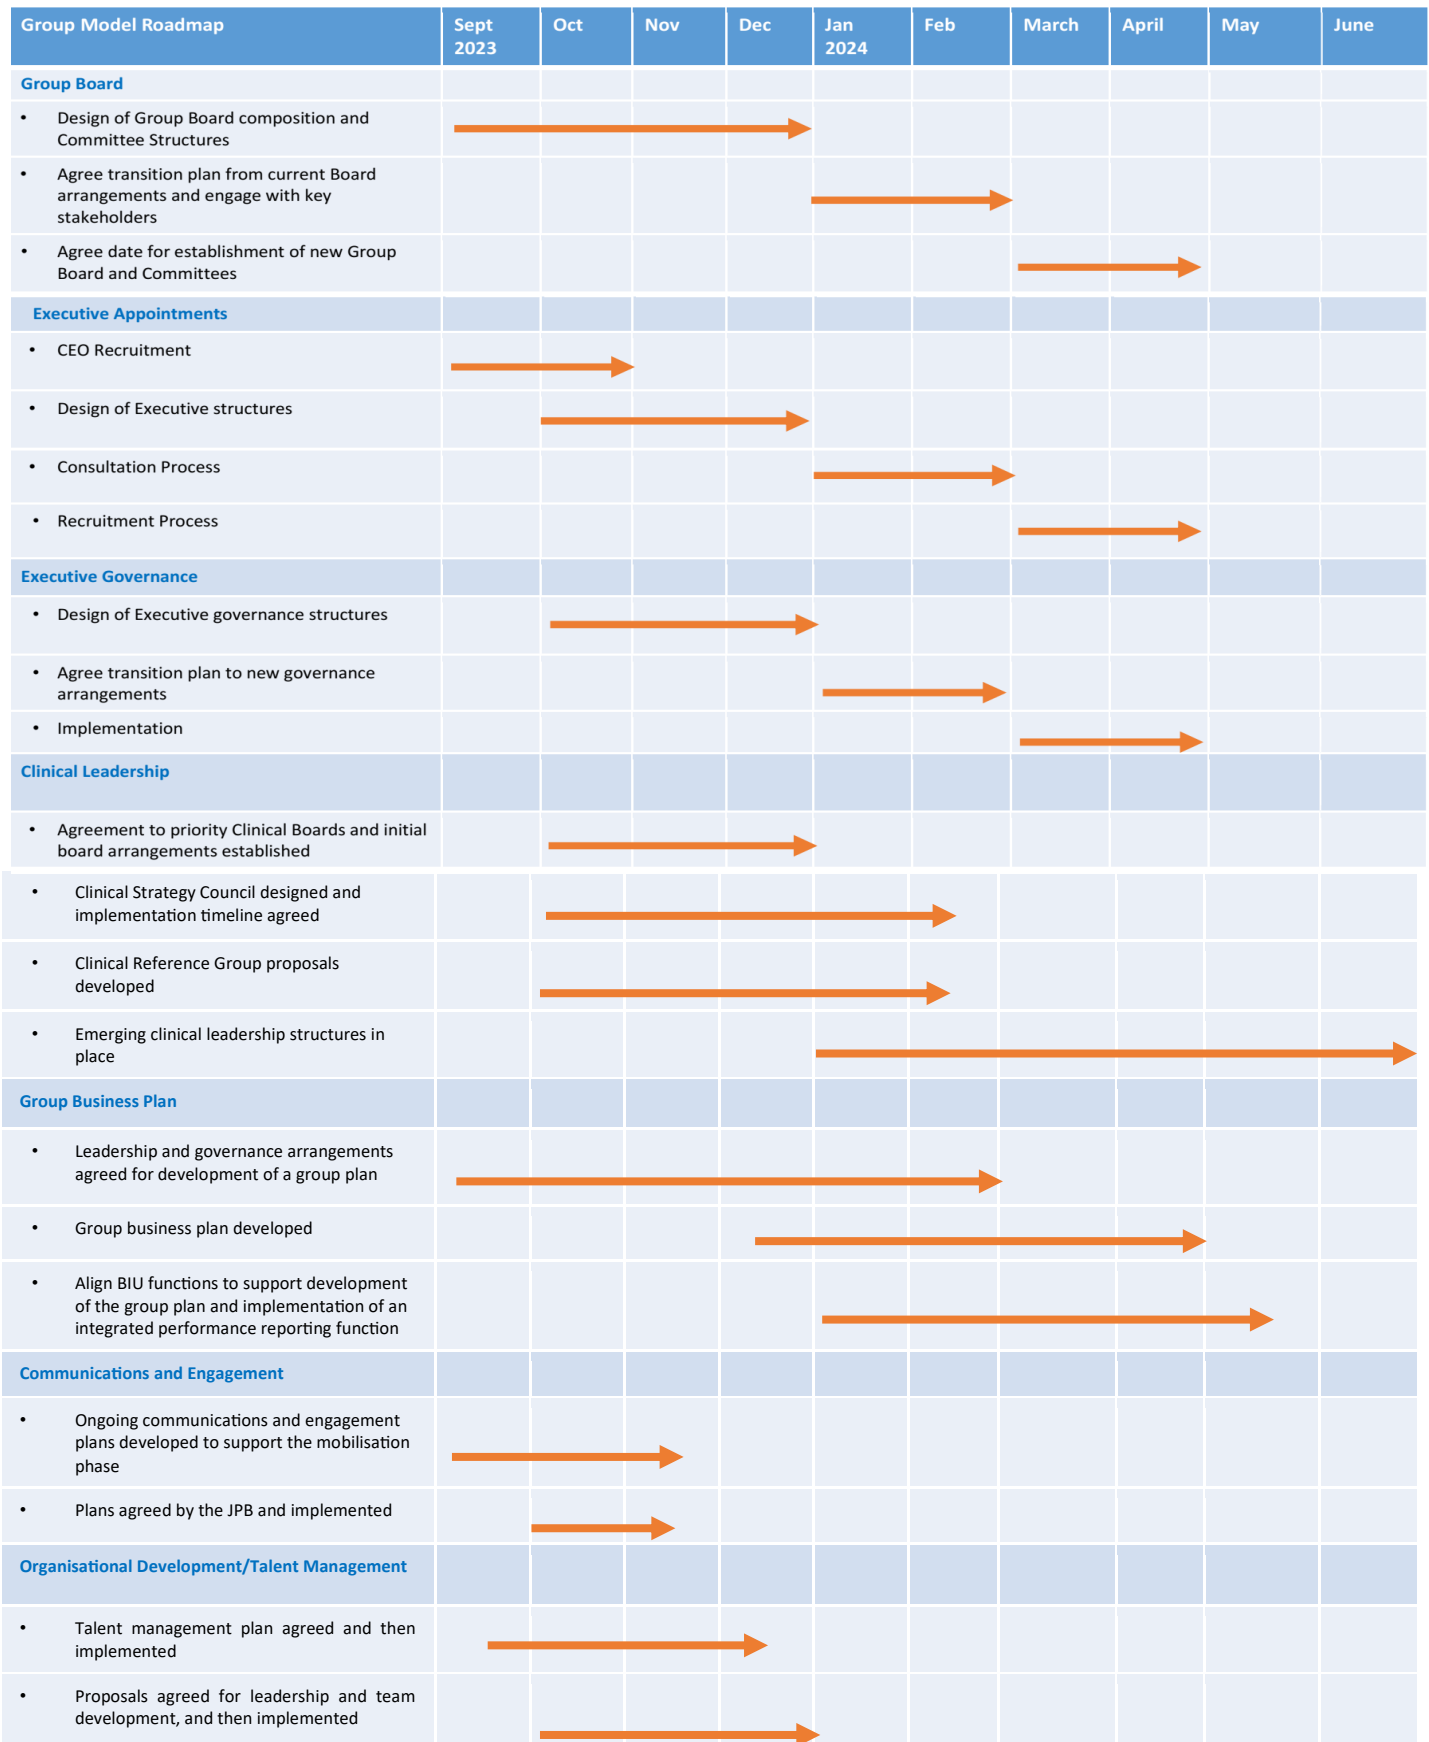 Group Model Roadmap Sept 2023 Oct Nov Dec Jan 2024 Feb March April May June
Group Board
• Design of Group Board composition and
Committee Structures
• Agree transition plan from current Board
arrangements and engage with key
stakeholders
• Agree date for establishment of new Group
Board and Committees
Executive Appointments
• CEO Recruitment
• Design of Executive structures
• Consultation Process
• Recruitment Process
Executive Governance
• Design of Executive governance structures
• Agree transition plan to new governance
arrangements
• Implementation
Clinical Leadership
• Agreement to priority Clinical Boards and initial
board arrangements established
• Clinical Strategy Council designed and
implementation timeline agreed
• Clinical Reference Group proposals
developed
• Emerging clinical leadership structures in
place
Group Business Plan
• Leadership and governance arrangements
agreed for development of a group plan
• Group business plan developed
• Align BIU functions to support development
of the group plan and implementation of an
integrated performance reporting function
Communications and Engagement
• Ongoing communications and engagement
plans developed to support the mobilisation
phase
• Plans agreed by the JPB and implemented
Organisational Development/Talent Management
• Talent management plan agreed and then
implemented
• Proposals agreed for leadership and team
development, and then implemented